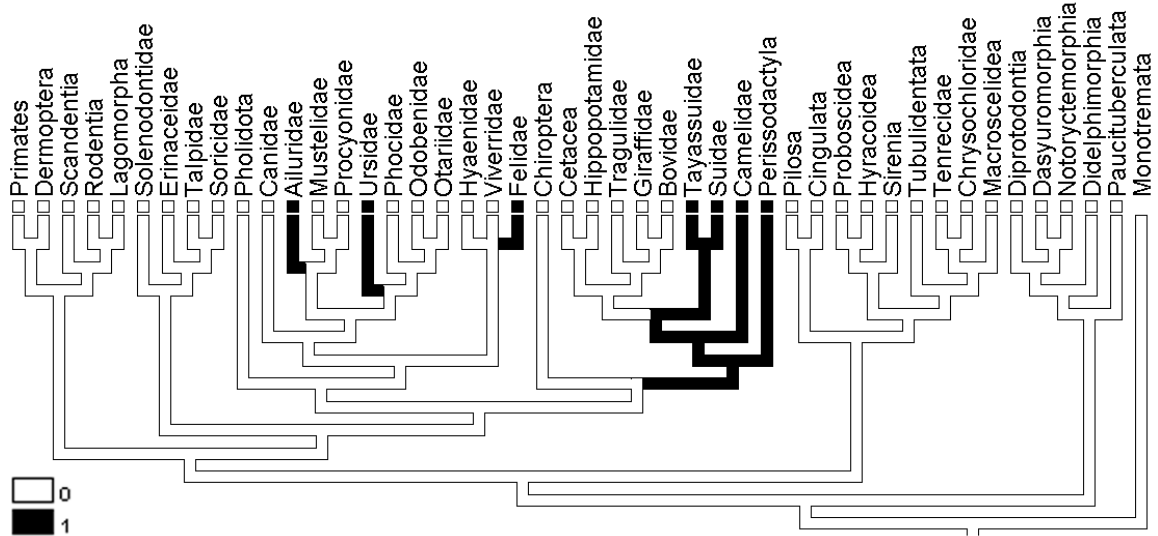 Primates
Dermoptera
Scandentia
Rodentia
Lagomorpha
Solenodontidae
Erinaceidae
Talpidae
Soricidae
Pholidota
Canidae
Ailuridae
Mustelidae
Procyonidae
Ursidae
Phocidae
Odobenidae
Otariidae
Hyaenidae
Viverridae
Felidae
Chiroptera
Cetacea
Hippopotamidae
Tragulidae
Giraffidae
Bovidae
Tayassuidae
Suidae
Camelidae
Perissodactyla
Pilosa
Cingulata
Proboscidea
Hyracoidea
Sirenia
Tubulidentata
Tenrecidae
Chrysochloridae
Macroscelidea
Diprotodontia
Dasyuromorphia
Notoryctemorphia
Didelphimorphia
Paucituberculata
Monotremata
0
1